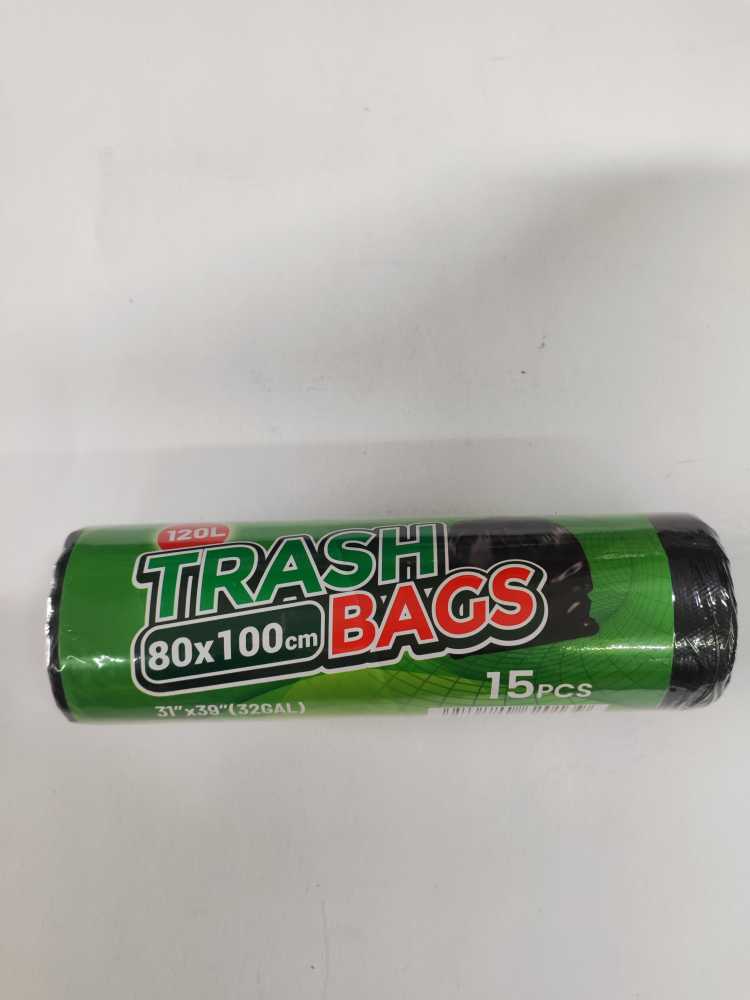 120L
TRASH
BAGS
80x100cm
31"x39"(32GAL)
15PCS